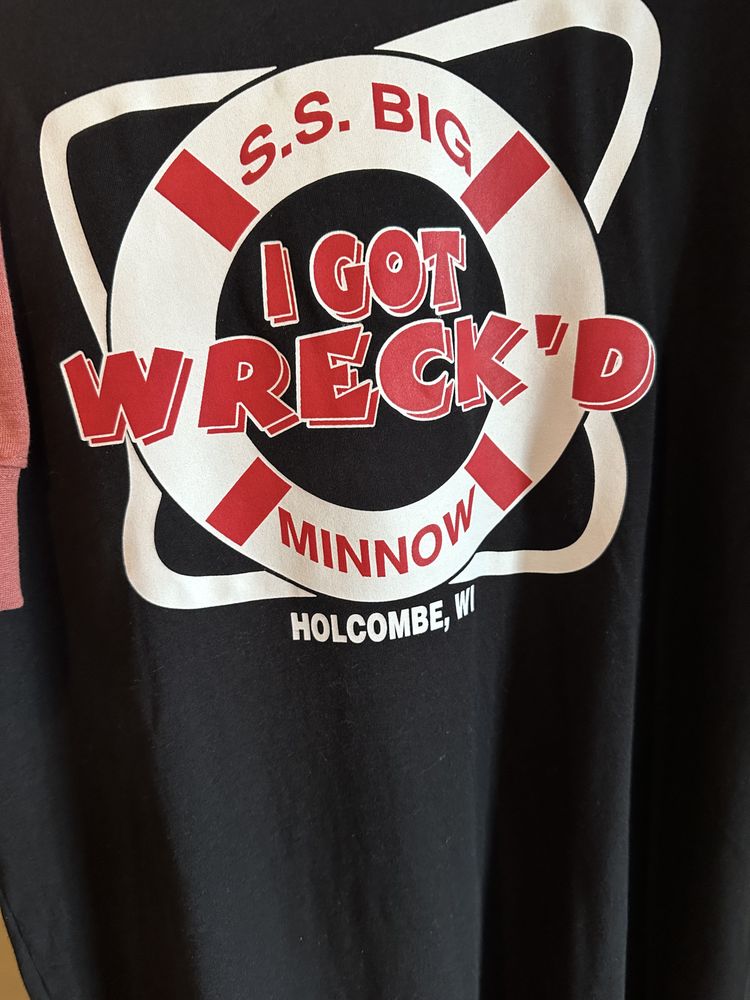 S.S. BIG
I GOT
WRECK'D
MINNOW
HOLCOMBE, WI